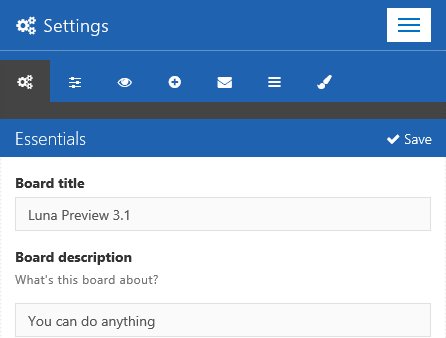 Settings
Essentials
Save
Board title
Luna Preview 3.1
Board description
What's this board about?
You can do anything